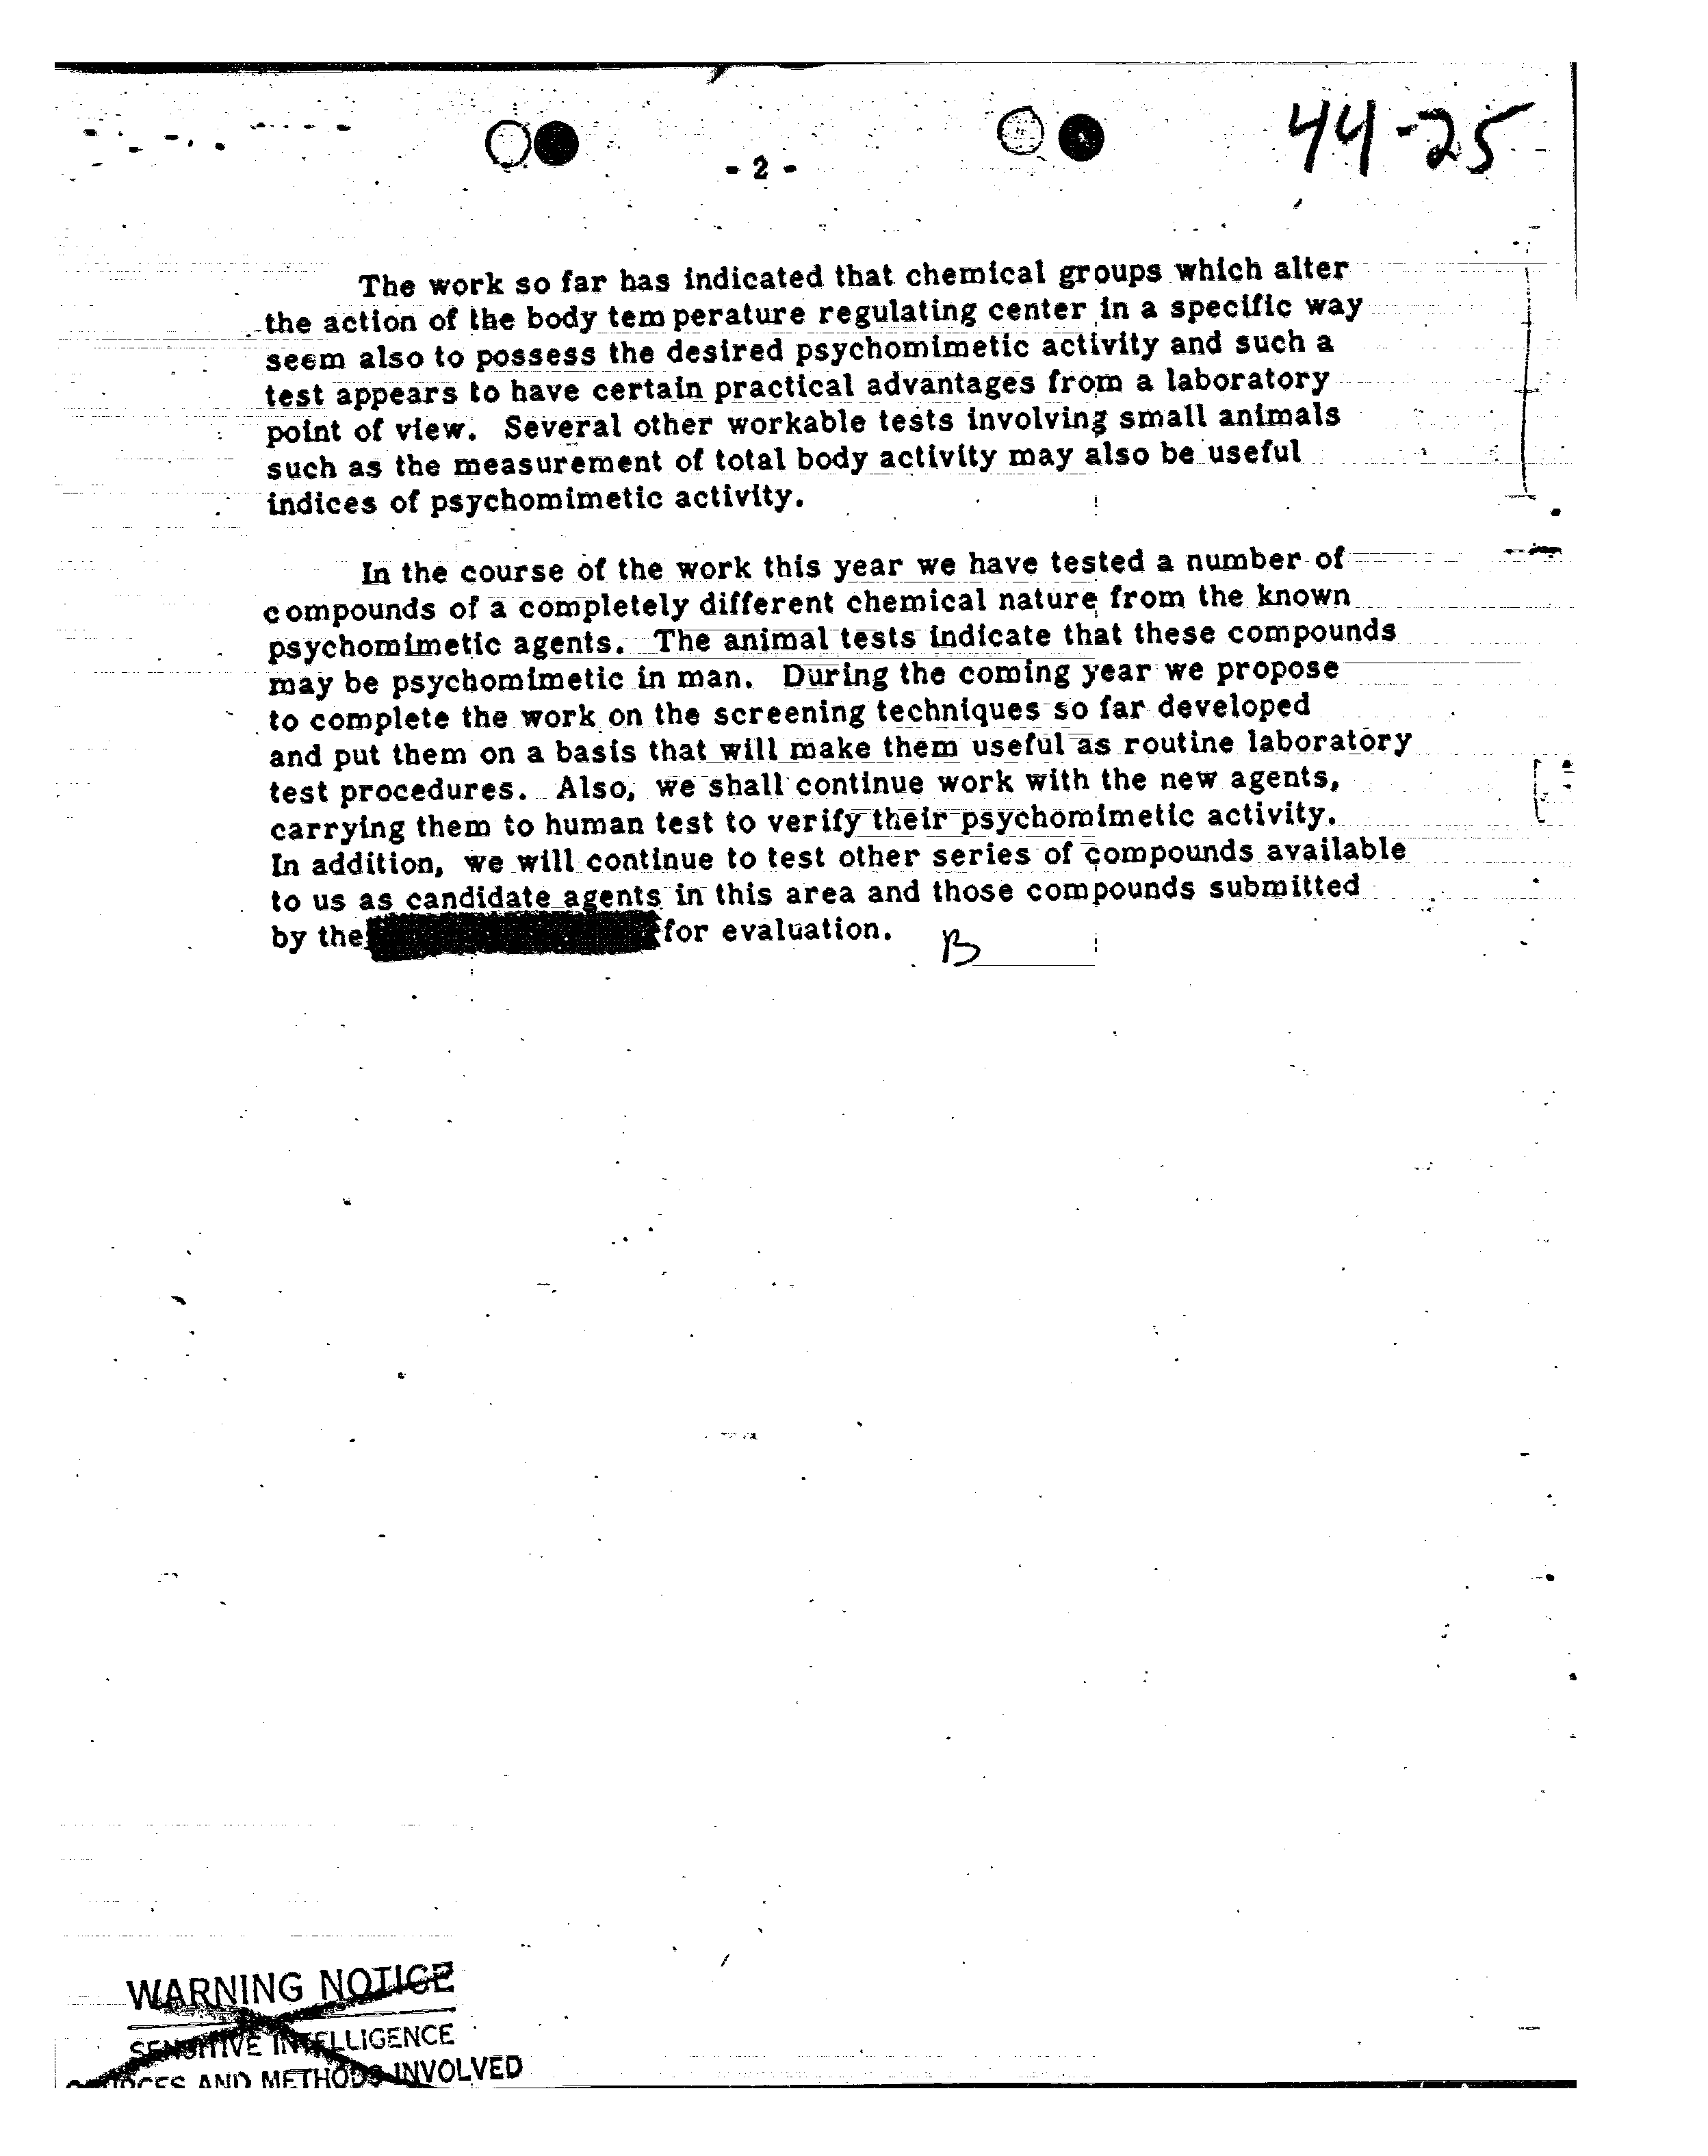 44-25
- 2 -
The work so far has indicated that chemical groups which alter
the action of the body tem perature regulating center in a specific way
seem also to possess the desired psychomimetic activity and such a
test appears to have certain practical advantages from a laboratory
point of view. Several other workable tests involving small animals
such as the measurement of total body activity may also be useful
indices of psychomimetic activity.
In the course of the work this year we have tested a number of
compounds of a completely different chemical nature from the known
psychomimetic agents. The animal tests indicate that these compounds
may be psychomimetic in man. During the coming year we propose
to complete the work on the screening techniques so far developed
and put them on a basis that will make them useful as routine laboratory
test procedures. Also, we shall continue work with the new agents,
carrying them to human test to verify their psychomimetic activity.
In addition, we will continue to test other series of compounds available
to us as candidate agents in this area and those compounds submitted
by the for evaluation.
B
WARNING NOTICE
SENSITIVE INTELLIGENCE
SOURCES AND METHODS INVOLVED